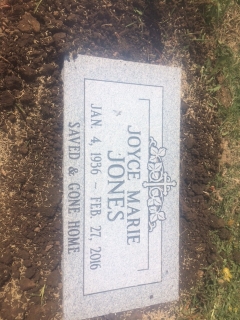 JOYCE MARIE
JONES
JAN. 4, 1936 – FEB. 27, 2016
SAVED & GONE HOME